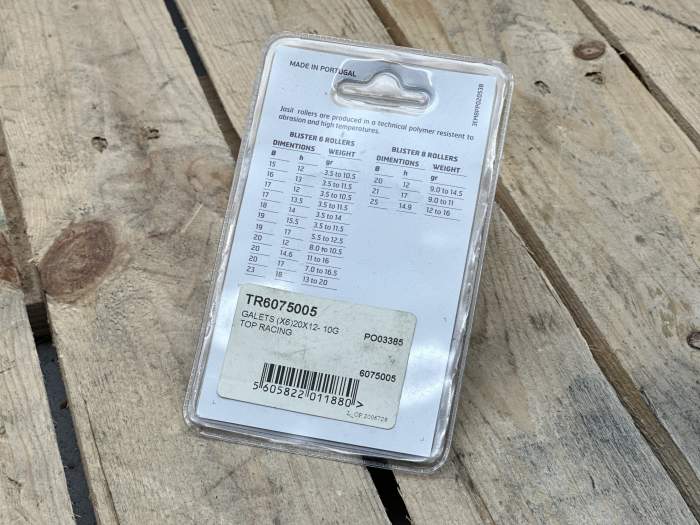 MADE IN PORTUGAL
JEMBPP020538
Jasil rollers are produced in a technical polymer resistent to
abrasion and high temperatures.
BLISTER 6 ROLLERS
DIMENTIONS WEIGHT
Ø h gr
15 12 3.5 to 10.5
16 13 3.5 to 11.5
17 12 3.5 to 10.5
17 13.5 3.5 to 11.5
18 14 3.5 to 14
19 15.5 3.5 to 11.5
19 17 5.5 to 12.5
20 12 8.0 to 10.5
20 14.6 11 to 16
20 17 7.0 to 16.5
23 18 13 to 20
BLISTER 8 ROLLERS
DIMENTIONS WEIGHT
Ø h gr
20 12 9.0 to 14.5
21 17 9.0 to 11
25 14.9 12 to 16
TR6075005
GALETS (X6)20X12- 10G
TOP RACING
PO03385
6075005
5 605822 011880 >